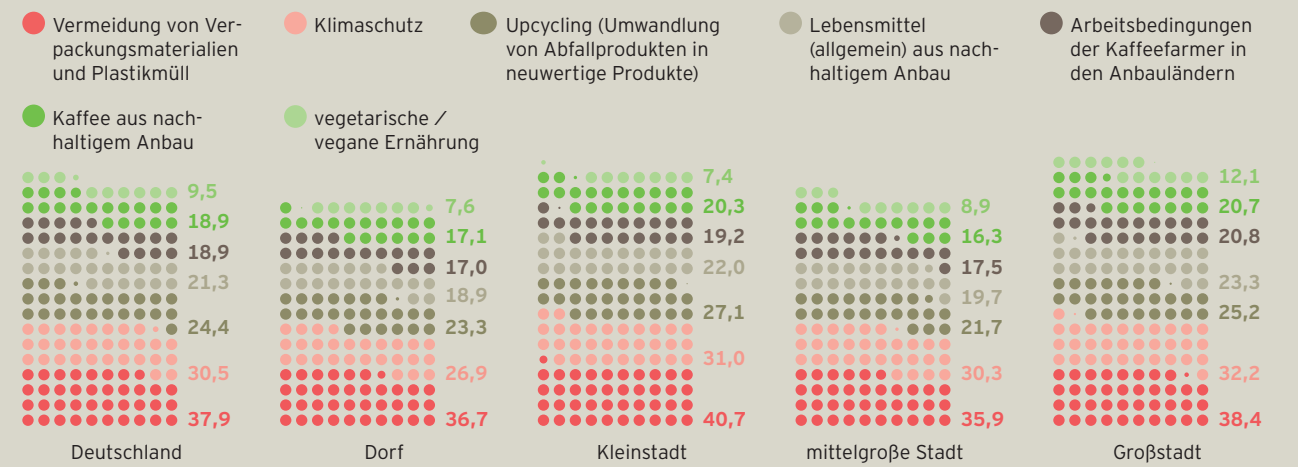 Vermeidung von Ver-
packungsmaterialien
und Plastikmüll
Klimaschutz
Upcycling (Umwandlung
von Abfallprodukten in
neuwertige Produkte)
Lebensmittel
(allgemein) aus nach-
haltigem Anbau
Arbeitsbedingungen
der Kaffeefarmer in
den Anbauländern
Kaffee aus nach-
haltigem Anbau
vegetarische /
vegane Ernährung
9,5
18,9
18,9
21,3
24,4
30,5
37,9
Deutschland
7,6
17,1
17,0
18,9
23,3
26,9
36,7
Dorf
7,4
20,3
19,2
22,0
27,1
31,0
40,7
Kleinstadt
8,9
16,3
17,5
19,7
21,7
30,3
35,9
mittelgroße Stadt
12,1
20,7
20,8
23,3
25,2
32,2
38,4
Großstadt